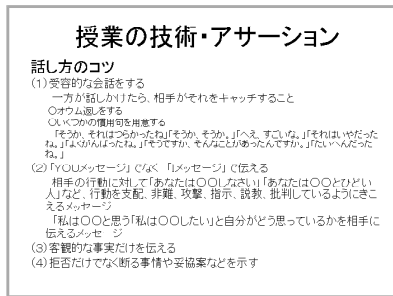 授業の技術・アサーション
話し方のコツ
(1)受容的な会話をする
一方が話しかけたら、相手がそれをキャッチすること
○オウム返しをする
○いくつかの慣用句を用意する
「そうか、それはつらかったね」「そうか、そうか。」「へえ、すごいな。」「それはいやだった
ね。」「よくがんばったね。」「そうですか、そんなことがあったんですか。」「たいへんだった
ね。」
(2)「YOUメッセージ」でなく 「Iメッセージ」で伝える
相手の行動に対して「あなたは〇〇しなさい」「あなたは〇〇とひどい
人」など、行動を支配、非難、攻撃、指示、説教、批判しているようにきこ
えるメッセージ
「私は〇〇と思う「私は〇〇したい」と自分がどう思っているかを相手に
伝えるメッセージ
(3)客観的な事実だけを伝える
(4)拒否だけでなく断る事情や妥協案などを示す